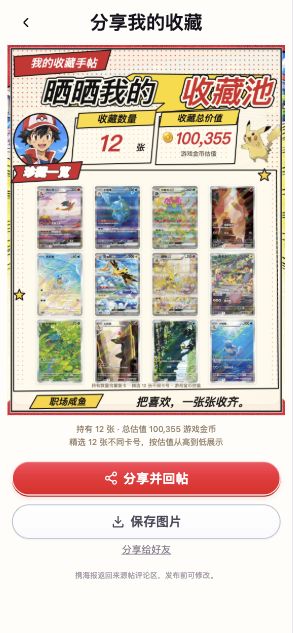 分享我的收藏
我的收藏手帖
晒晒我的 收藏池
收藏数量
12 张
收藏总价值
100,355
游戏金币估值
珍藏一览
职场咸鱼
把喜欢，一张张收齐。
持有 12 张 · 总估值 100,355 游戏金币
精选 12 张不同卡号，按估值从高到低展示
分享并回帖
保存图片
分享给好友
携海报返回来源帖评论区，发布前可修改。